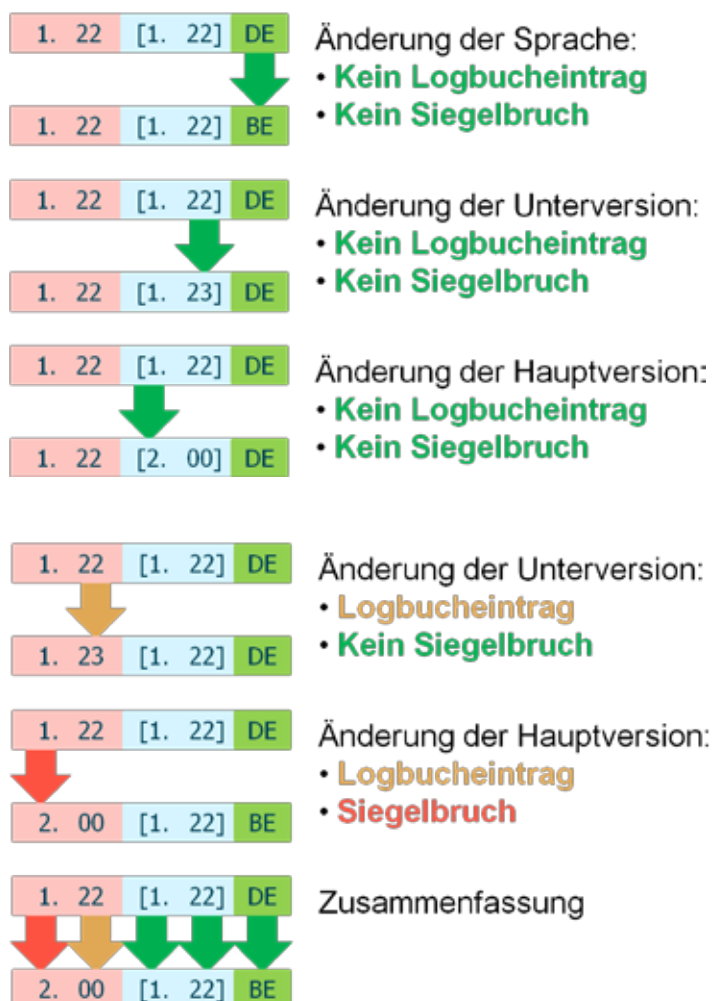 1. 22 [1. 22] DE
Änderung der Sprache:
• Kein Logbucheintrag
• Kein Siegelbruch
1. 22 [1. 22] BE
1. 22 [1. 22] DE
Änderung der Unterversion:
• Kein Logbucheintrag
• Kein Siegelbruch
1. 22 [1. 23] DE
1. 22 [1. 22] DE
Änderung der Hauptversion:
• Kein Logbucheintrag
• Kein Siegelbruch
1. 22 [2. 00] DE
1. 22 [1. 22] DE
Änderung der Unterversion:
• Logbucheintrag
• Kein Siegelbruch
1. 23 [1. 22] DE
1. 22 [1. 22] DE
Änderung der Hauptversion:
• Logbucheintrag
• Siegelbruch
2. 00 [1. 22] BE
1. 22 [1. 22] DE
Zusammenfassung
2. 00 [1. 22] BE